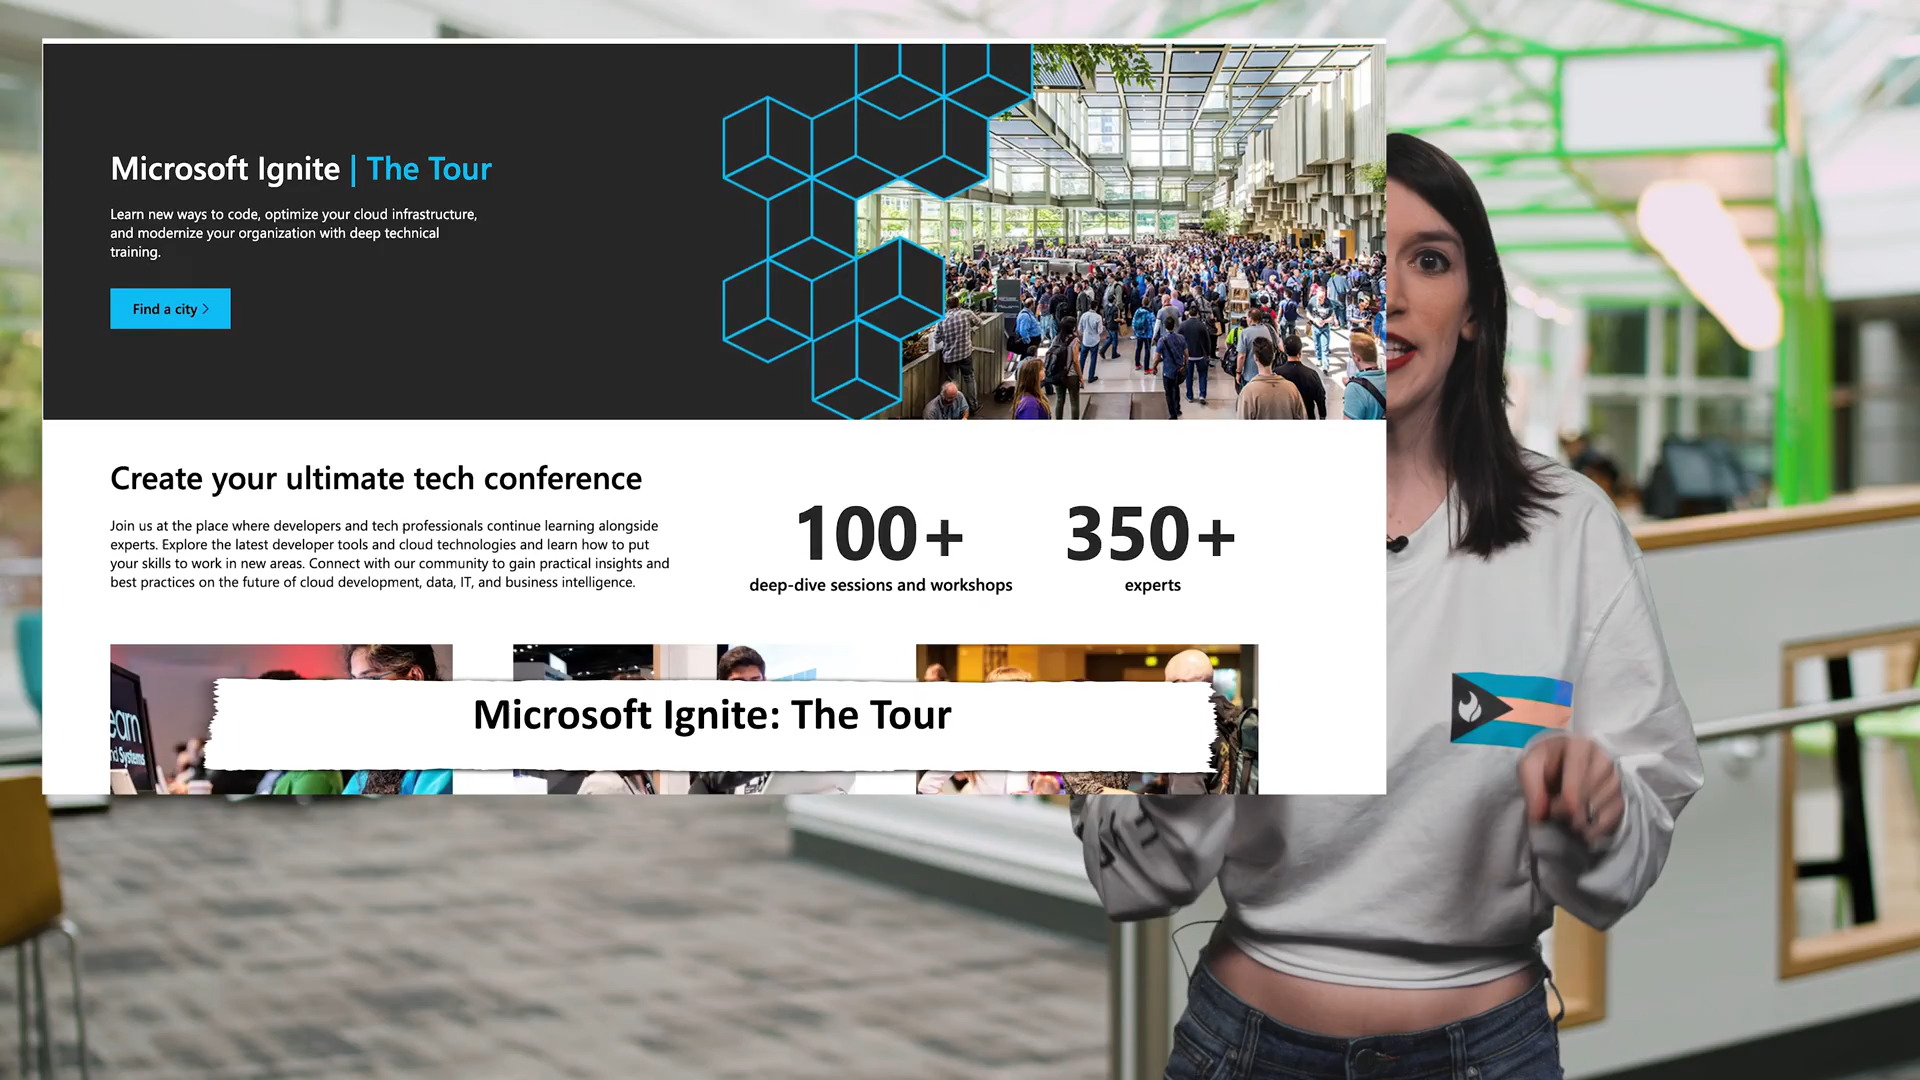 Microsoft Ignite | The Tour
Learn new ways to code, optimize your cloud infrastructure,
and modernize your organization with deep technical
training.
Find a city >
Create your ultimate tech conference
Join us at the place where developers and tech professionals continue learning alongside
experts. Explore the latest developer tools and cloud technologies and learn how to put
your skills to work in new areas. Connect with our community to gain practical insights and
best practices on the future of cloud development, data, IT, and business intelligence.
100+
deep-dive sessions and workshops
350+
experts
Microsoft Ignite: The Tour
Systems